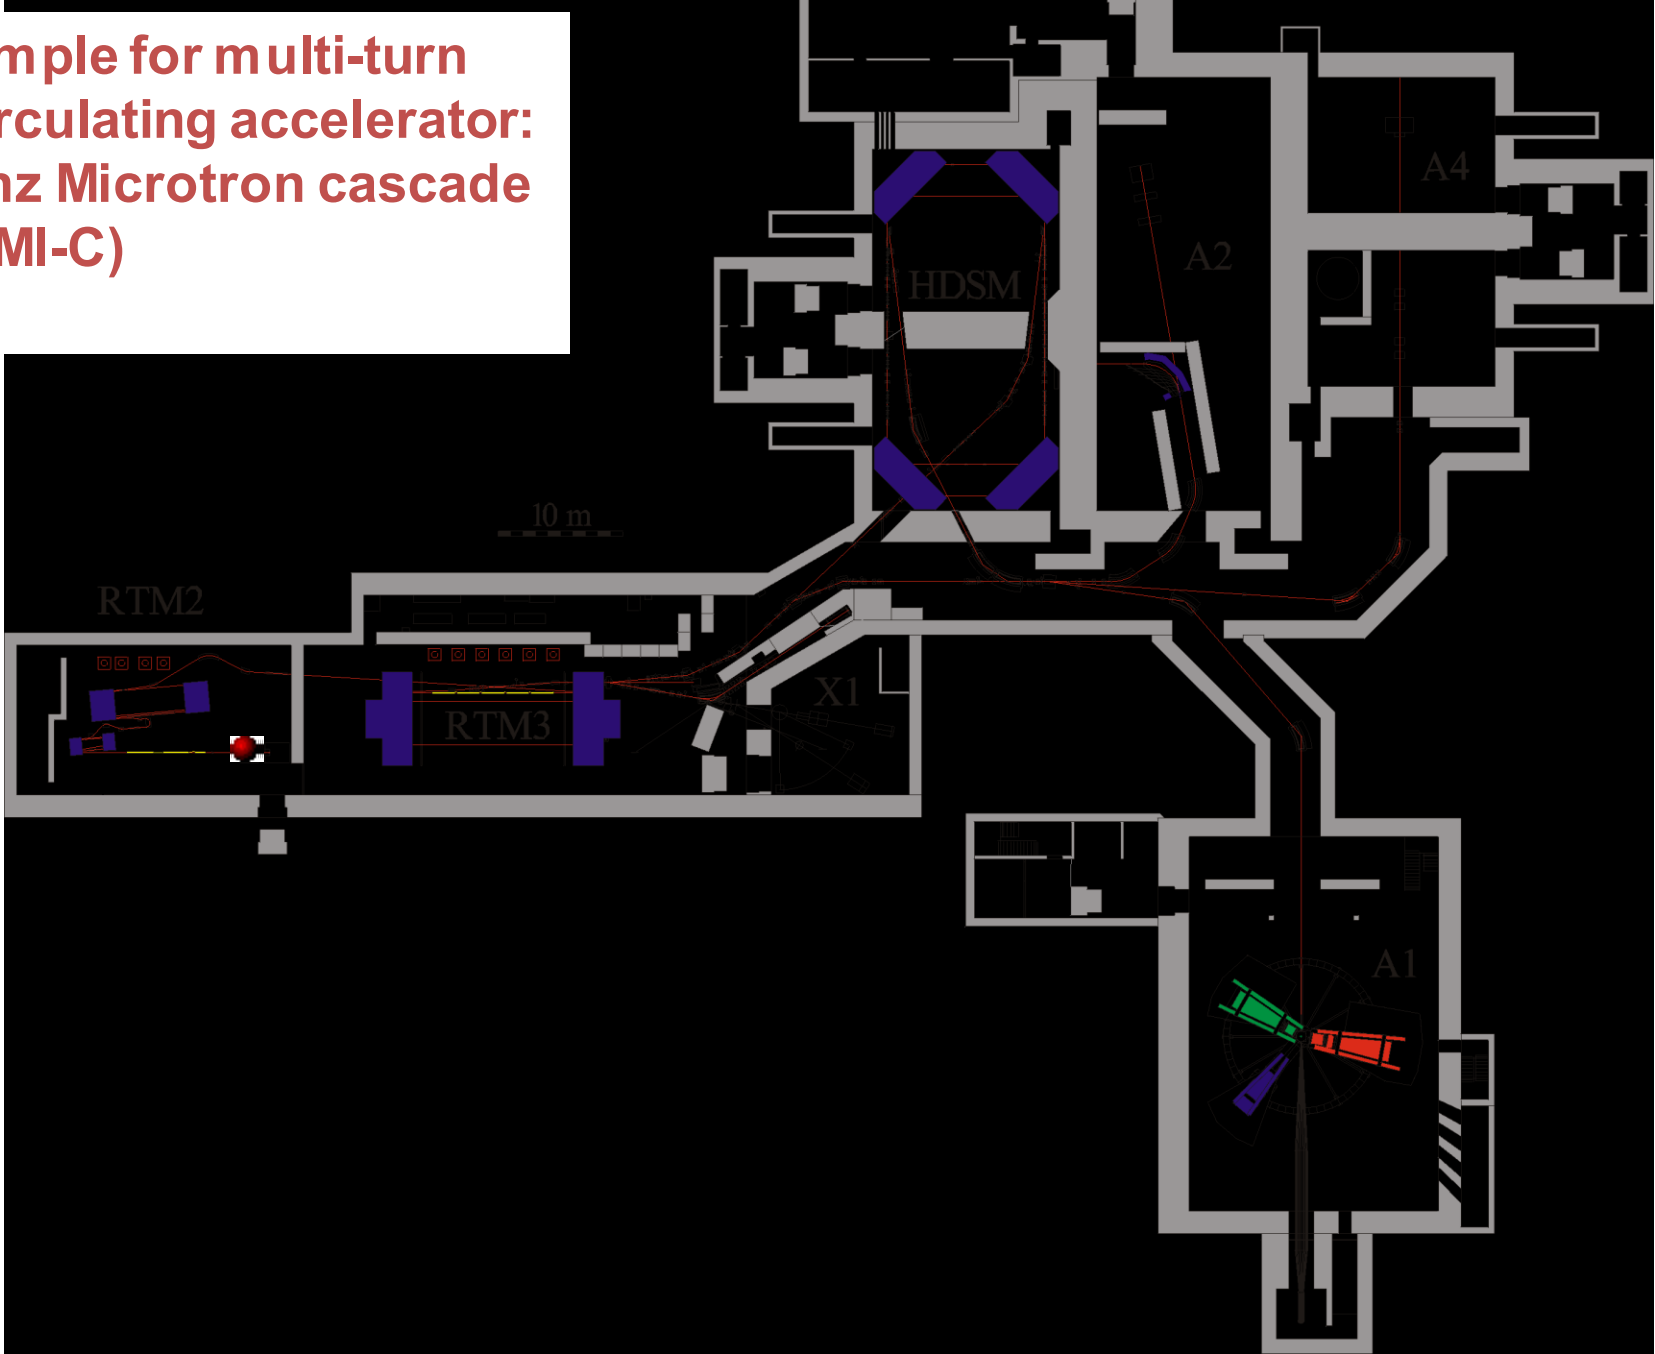 mple for multi-turn
rculating accelerator:
nz Microtron cascade
MI-C)
A4
A2
HDSM
10 m
RTM2
X1
RTM3
A1